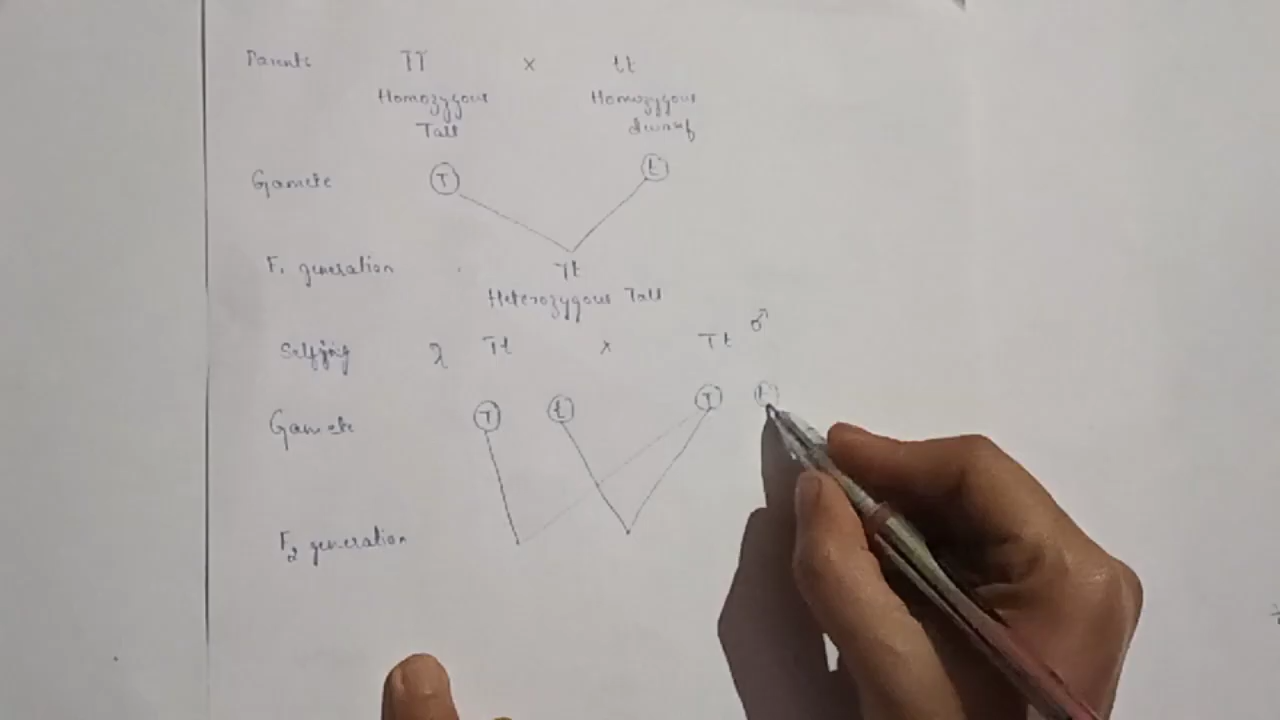 Parents TT x tt
Homozygous Homozygous
Tall dwarf
Gamete T t
F1 generation Tt
Heterozygous Tall
Selfing ♀ Tt x Tt ♂
Gamete T t T t
F2 generation